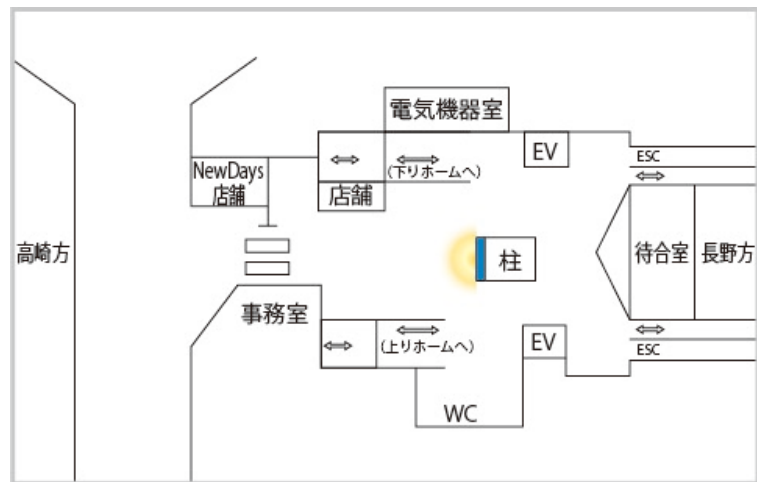 電気機器室
EV
ESC
NewDays
店舗
(下りホームへ)
店舗
高崎方
柱
待合室
長野方
事務室
(上りホームへ)
EV
ESC
WC